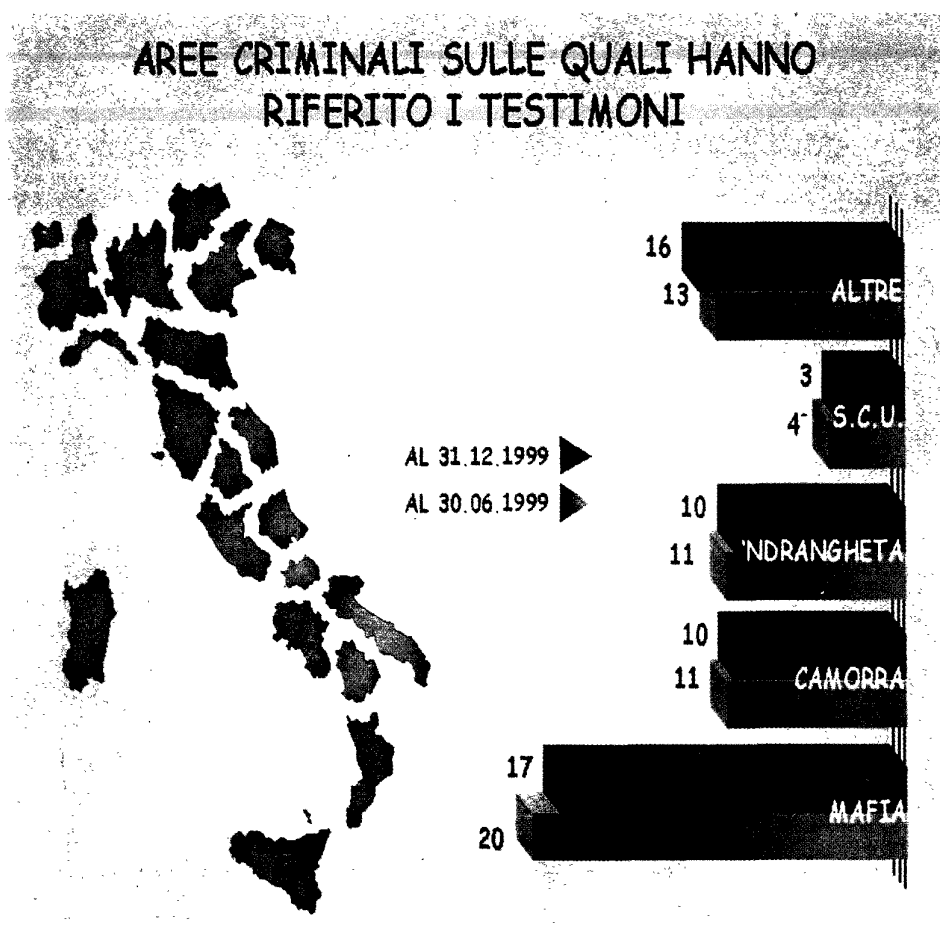 AREE CRIMINALI SULLE QUALI HANNO
RIFERITO I TESTIMONI
16
13
ALTRE
3
4
S.C.U.
AL 31.12.1999
AL 30.06.1999
10
11
'NDRANGHETA
10
11
CAMORRA
17
20
MAFIA